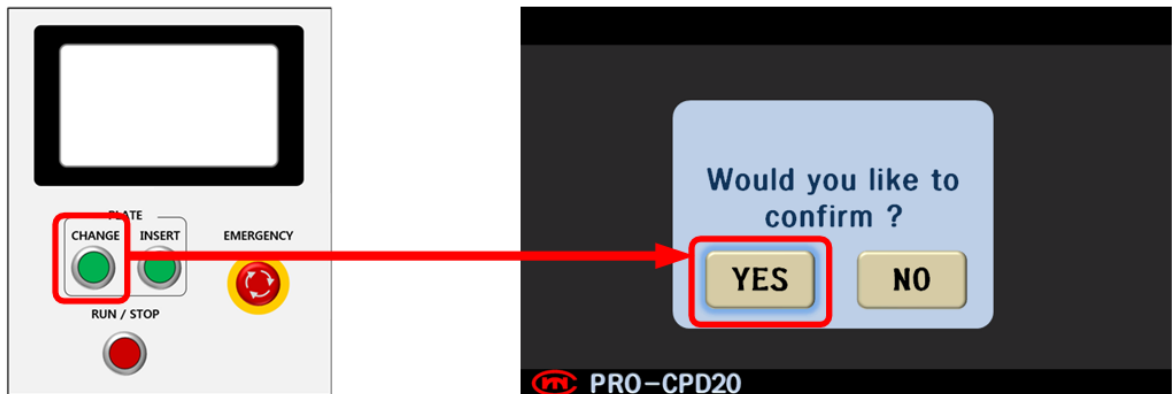 PLATE
CHANGE INSERT
EMERGENCY
RUN / STOP
Would you like to
confirm ?
YES
NO
PRO-CPD20